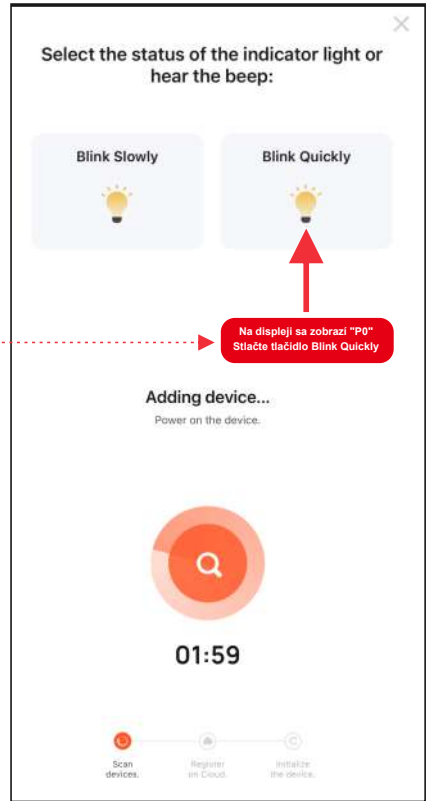 Select the status of the indicator light or
hear the beep:
Blink Slowly
Blink Quickly
Na displeji sa zobrazí "P0"
Stlačte tlačidlo Blink Quickly
Adding device...
Power on the device.
01:59
Scan
devices.
Register
on Cloud.
Initialize
the device.